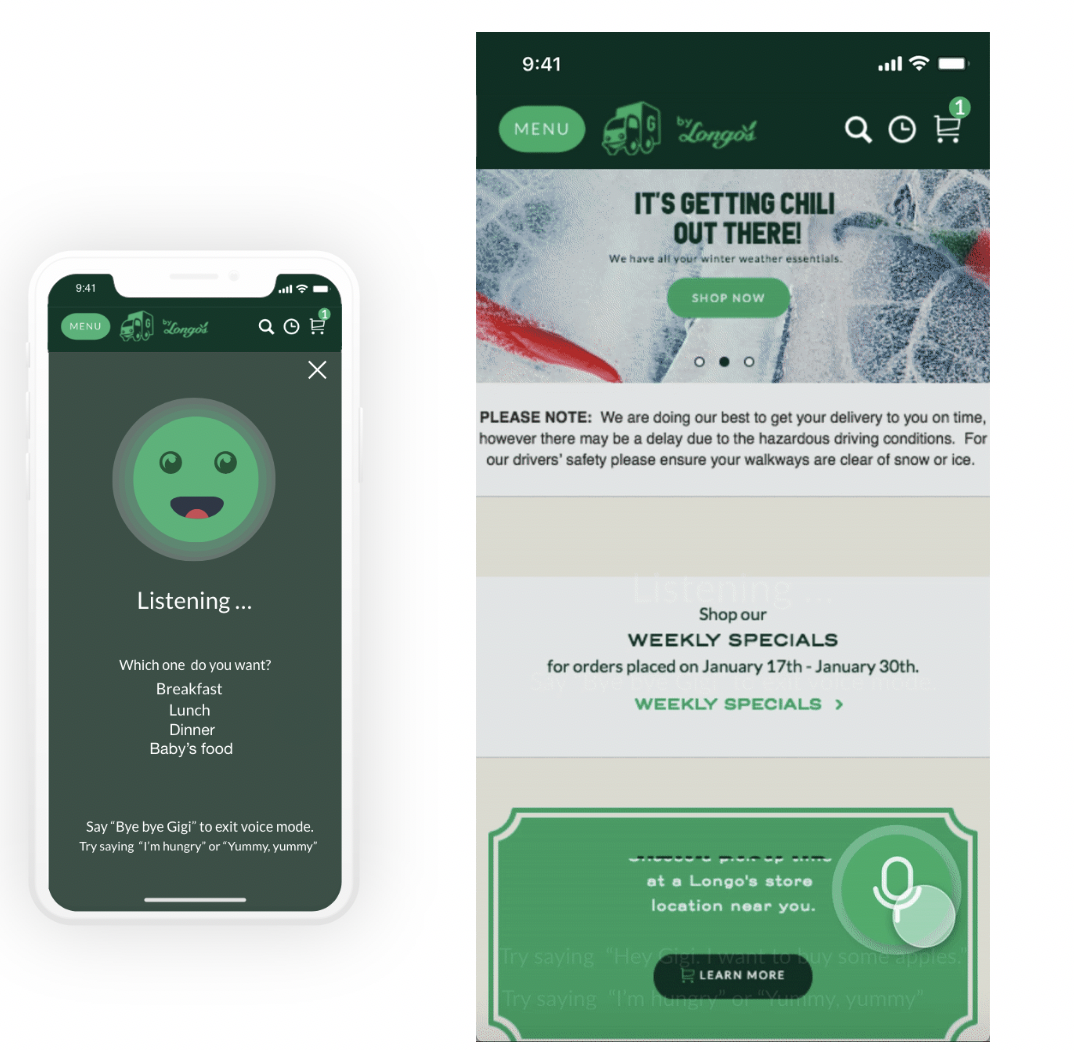 9:41
MENU
G
by
Longo's
1
Listening ...
Which one do you want?
Breakfast
Lunch
Dinner
Baby's food
Say "Bye bye Gigi" to exit voice mode.
Try saying "I'm hungry" or "Yummy, yummy"
9:41
MENU
G
by
Longo's
1
IT'S GETTING CHILI
OUT THERE!
We have all your winter weather essentials.
SHOP NOW
PLEASE NOTE: We are doing our best to get your delivery to you on time,
however there may be a delay due to the hazardous driving conditions. For
our drivers' safety please ensure your walkways are clear of snow or ice.
Listening ...
Shop our
WEEKLY SPECIALS
for orders placed on January 17th - January 30th.
WEEKLY SPECIALS >
at a Longo's store
location near you.
Try saying "Hey Gigi. I want to buy some apples."
LEARN MORE
Try saying "I'm hungry" or "Yummy, yummy"